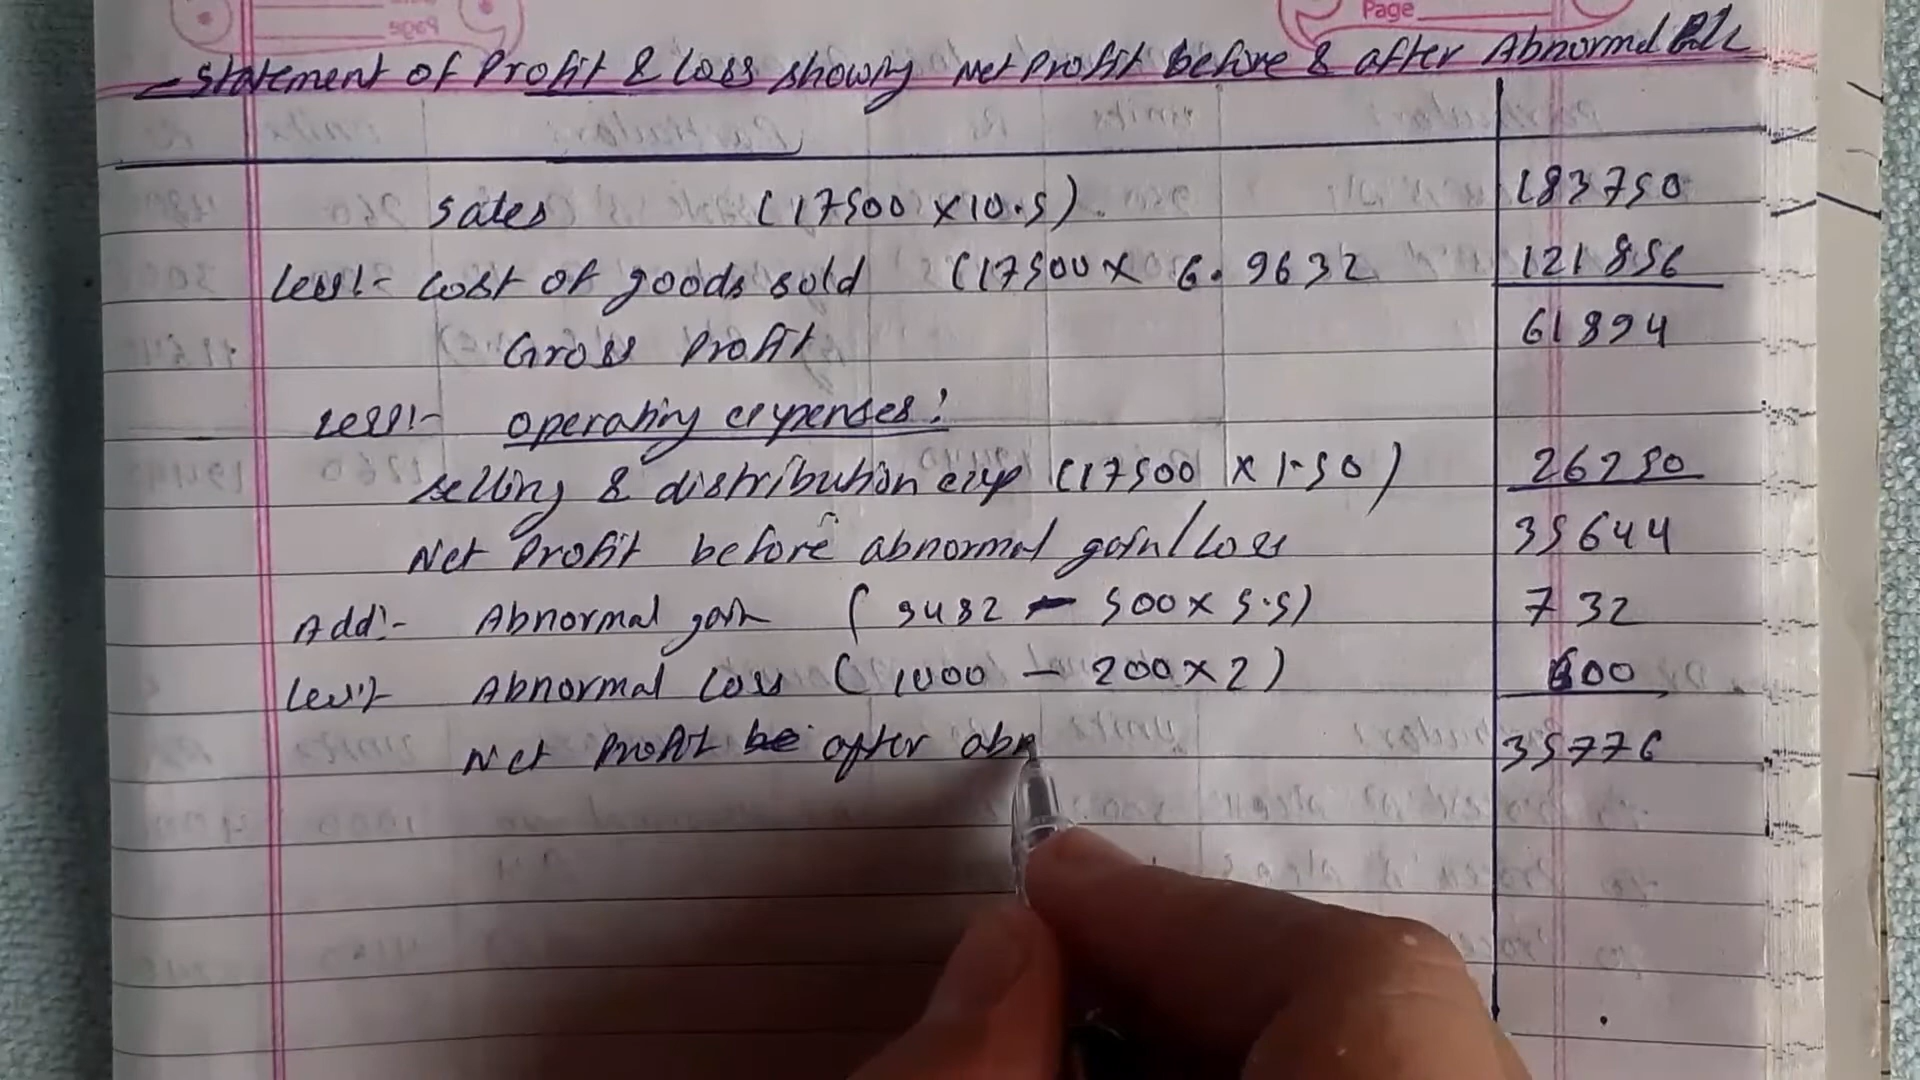 Page
Statement of Profit & Loss showing Net Profit before & after Abnormal P/L
Sales (17500 x 10.5). 183750
Less:- Cost of goods sold (17500 x 6.9632 121856
Gross Profit 61894
Less:- Operating expenses:
Selling & distribution exp (17500 x 1.50) 26250
Net Profit before abnormal gain/Loss 35644
Add:- Abnormal gain ( 3482 - 500 x 5.5) 732
Less:- Abnormal Loss ( 1000 - 200 x 2) 600
Net Profit after abn 35776